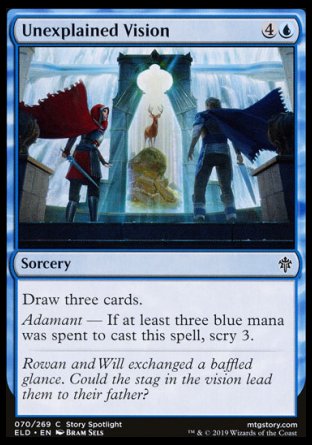 Unexplained Vision 4
Sorcery
Draw three cards.
Adamant — If at least three blue mana
was spent to cast this spell, scry 3.
Rowan and Will exchanged a baffled
glance. Could the stag in the vision lead
them to their father?
070/269 C Story Spotlight mtgstory.com
ELD • EN Bram Sels ™ & © 2019 Wizards of the Coast